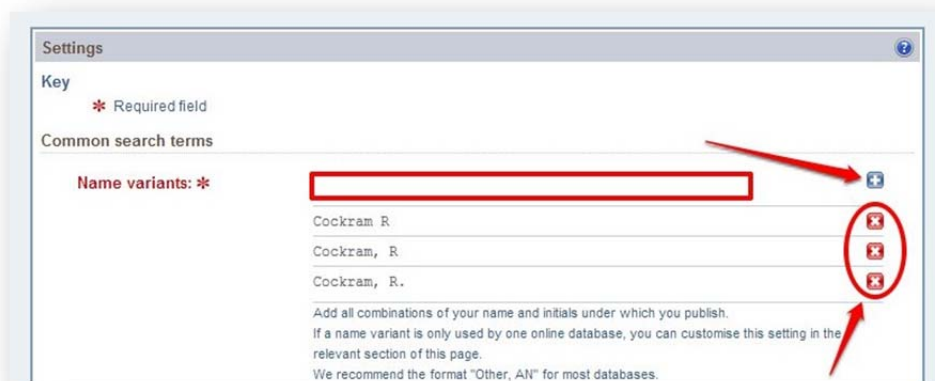 Settings
Key
* Required field
Common search terms
Name variants: *
Cockram R
Cockram, R
Cockram, R.
Add all combinations of your name and initials under which you publish.
If a name variant is only used by one online database, you can customise this setting in the
relevant section of this page.
We recommend the format "Other, AN" for most databases.